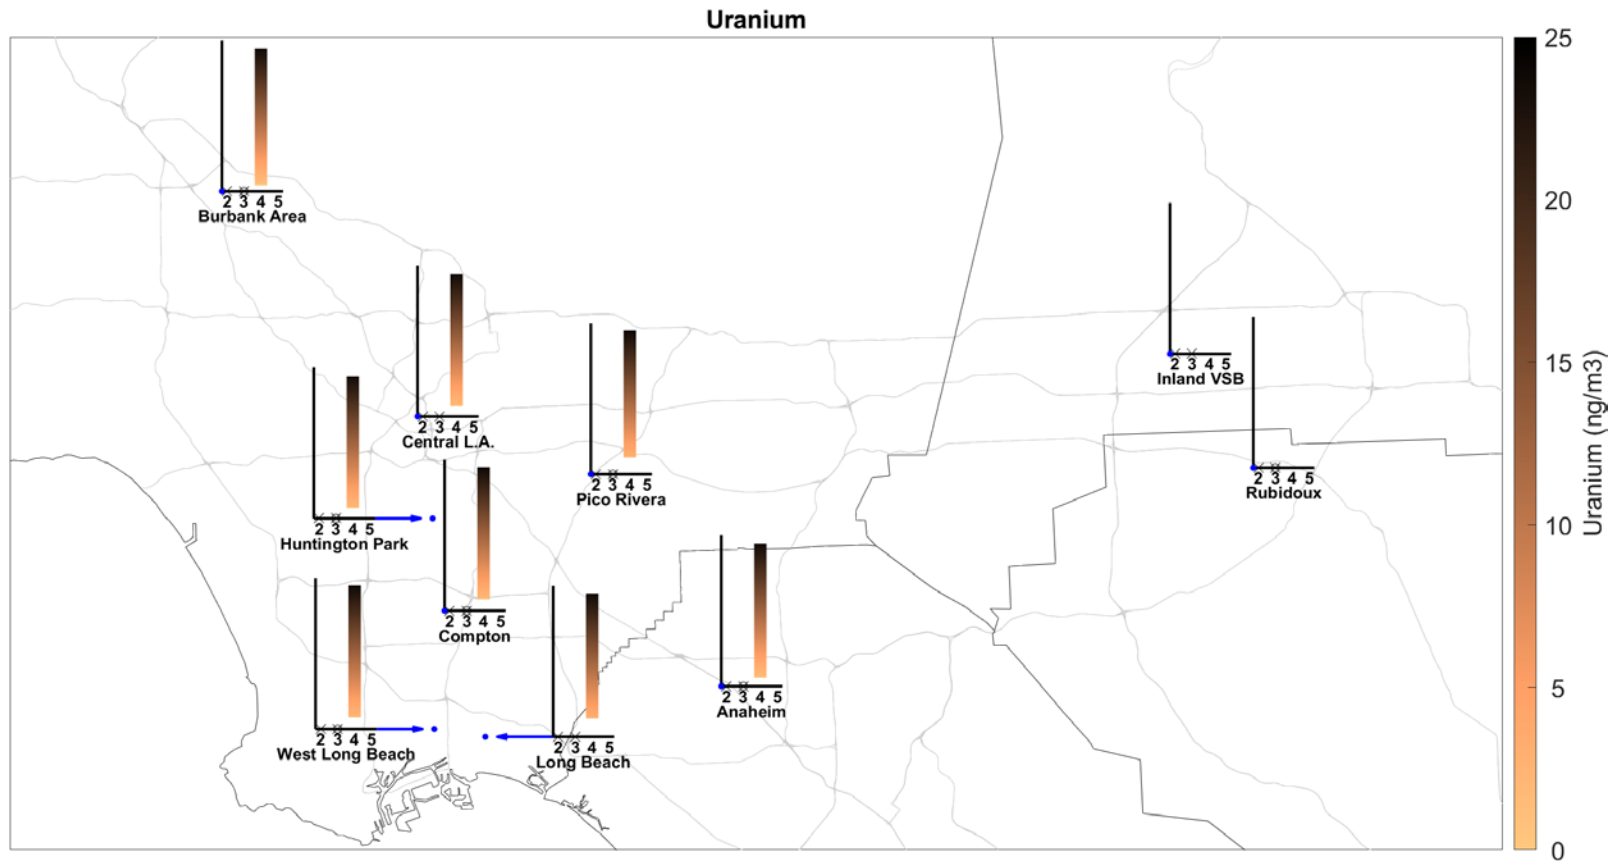 Uranium
25
20
15
10
5
0
Uranium (ng/m3)
2 3 4 5
Burbank Area
2 3 4 5
Inland VSB
2 3 4 5
Central L.A.
2 3 4 5
Rubidoux
2 3 4 5
Pico Rivera
2 3 4 5
Huntington Park
2 3 4 5
Compton
2 3 4 5
Anaheim
2 3 4 5
West Long Beach
2 3 4 5
Long Beach